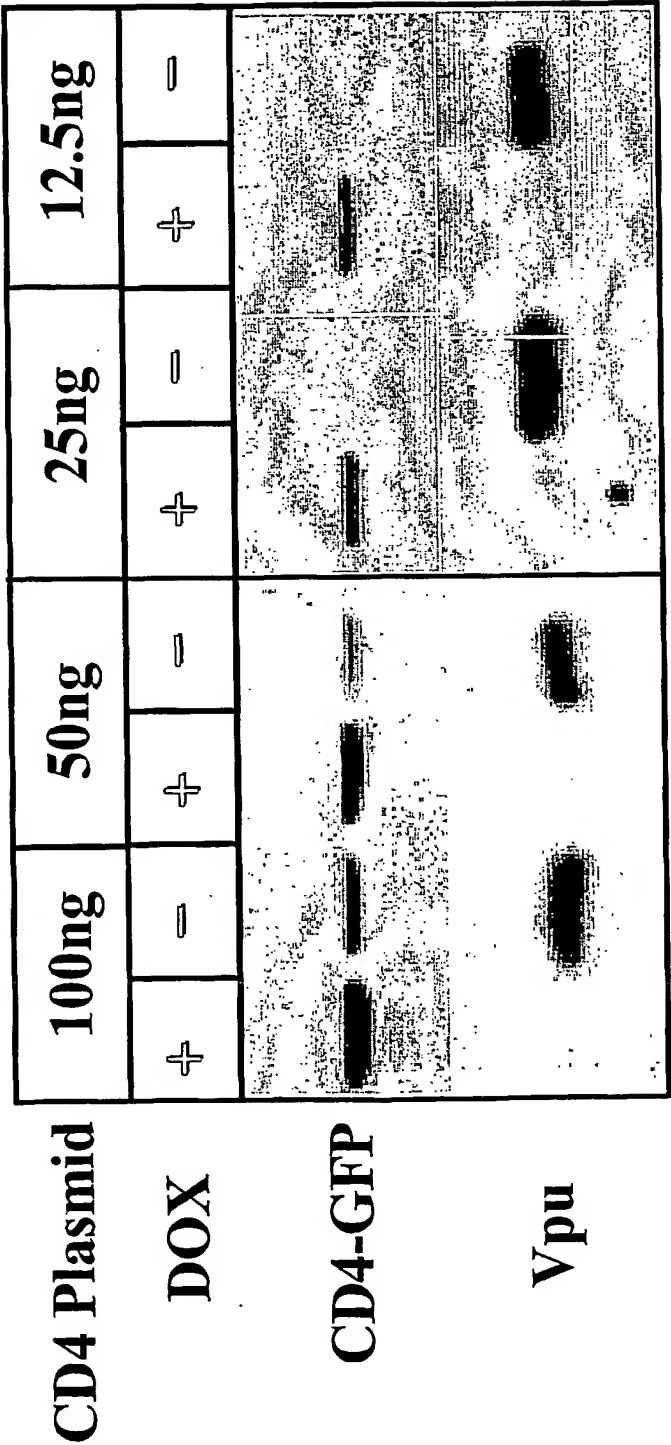 CD4 Plasmid 100ng 50ng 25ng 12.5ng
DOX + − + − + − + −
CD4-GFP
Vpu